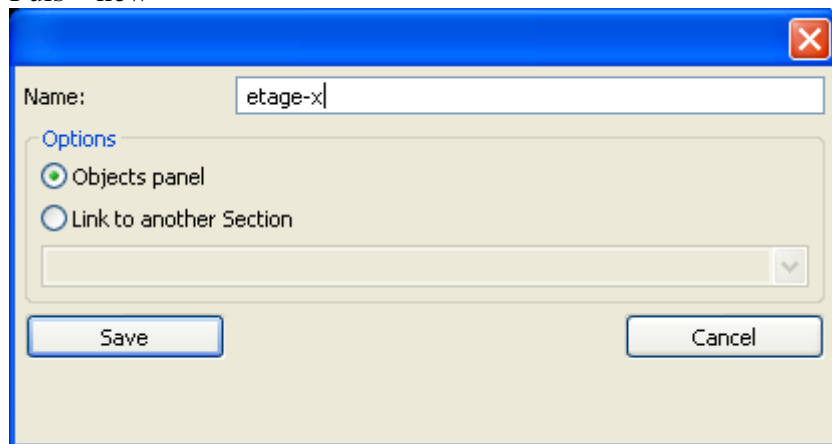 Name: etage-x
Options
Objects panel
Link to another Section
Save Cancel